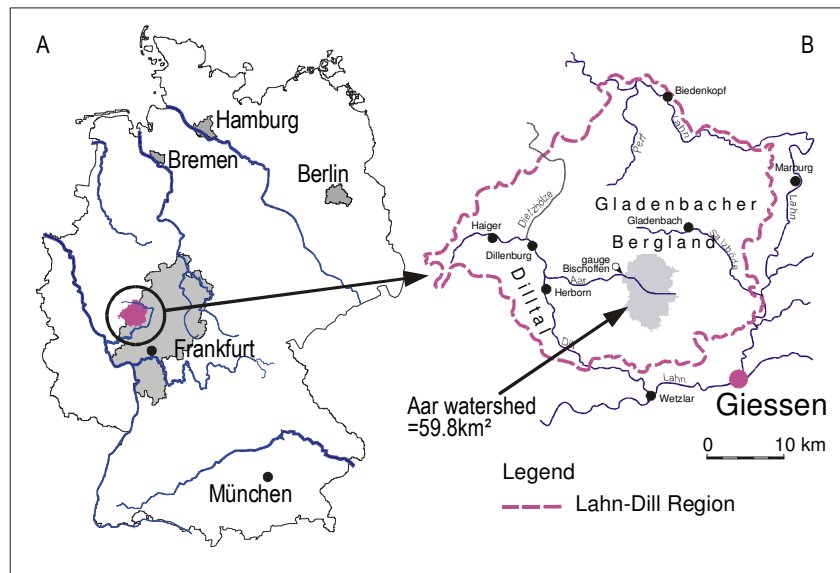 A
Hamburg
Bremen
Berlin
Frankfurt
München
B
Biedenkopf
Lahn
Perf
Marburg
Lahn
Dietzhölze
Gladenbacher
Gladenbach
Bergland
Salzböde
Haiger
Dillenburg
gauge
Bischoffen
Aar
Herborn
Dilltal
Dill
Lahn
Wetzlar
Giessen
Aar watershed
=59.8km²
0 10 km
Legend
Lahn-Dill Region